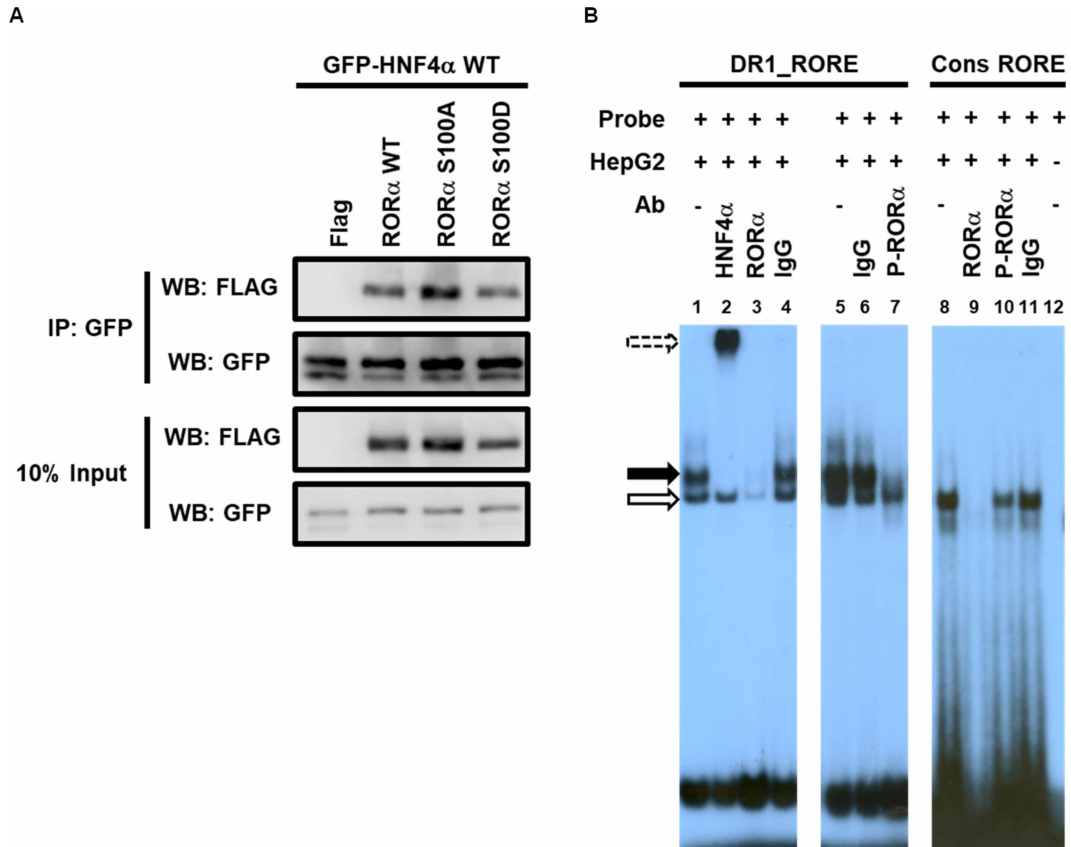 A
GFP-HNF4α WT
Flag
RORα WT
RORα S100A
RORα S100D
IP: GFP
WB: FLAG
WB: GFP
10% Input
WB: FLAG
WB: GFP
B
DR1_RORE
Cons RORE
Probe + + + + + + + + + + + +
HepG2 + + + + + + + + + + + -
Ab - HNF4α RORα IgG - IgG P-RORα - RORα P-RORα IgG -
1 2 3 4 5 6 7 8 9 10 11 12